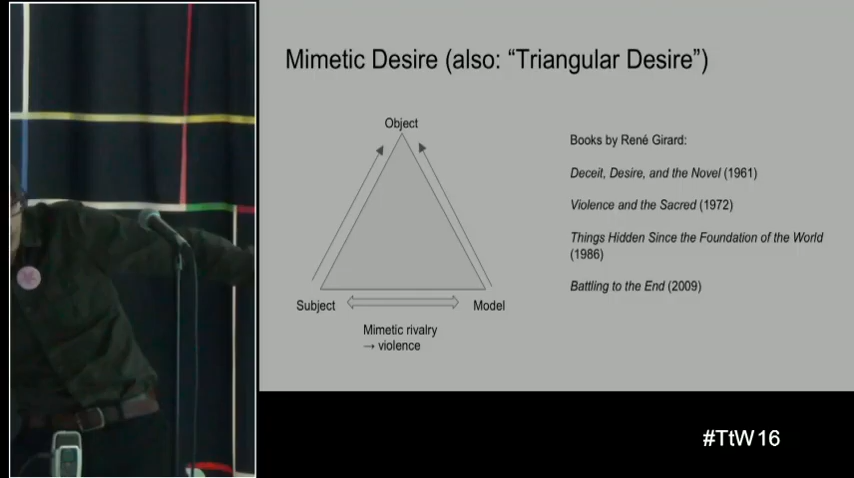 Mimetic Desire (also: “Triangular Desire”)
Object
Subject
Model
Mimetic rivalry
→ violence
Books by René Girard:
Deceit, Desire, and the Novel (1961)
Violence and the Sacred (1972)
Things Hidden Since the Foundation of the World
(1986)
Battling to the End (2009)
#TtW16